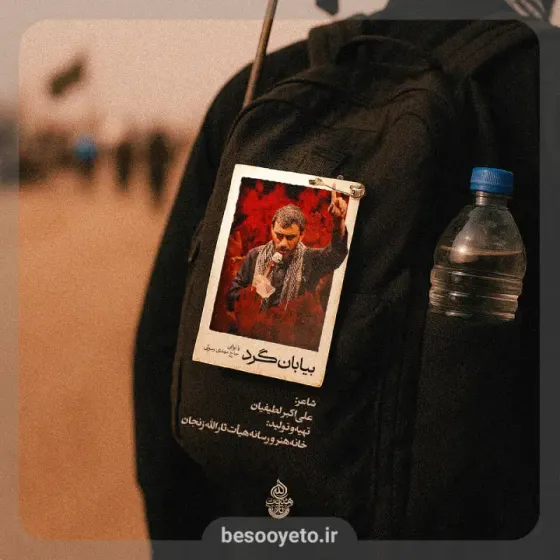 با نوای
حاج مهدی رسولی
بیابان گرد
شاعر:
علی اکبر لطیفیان
تهیه و تولید:
خانه هنر و رسانه هیأت ثارالله زنجان
besooyeto.ir